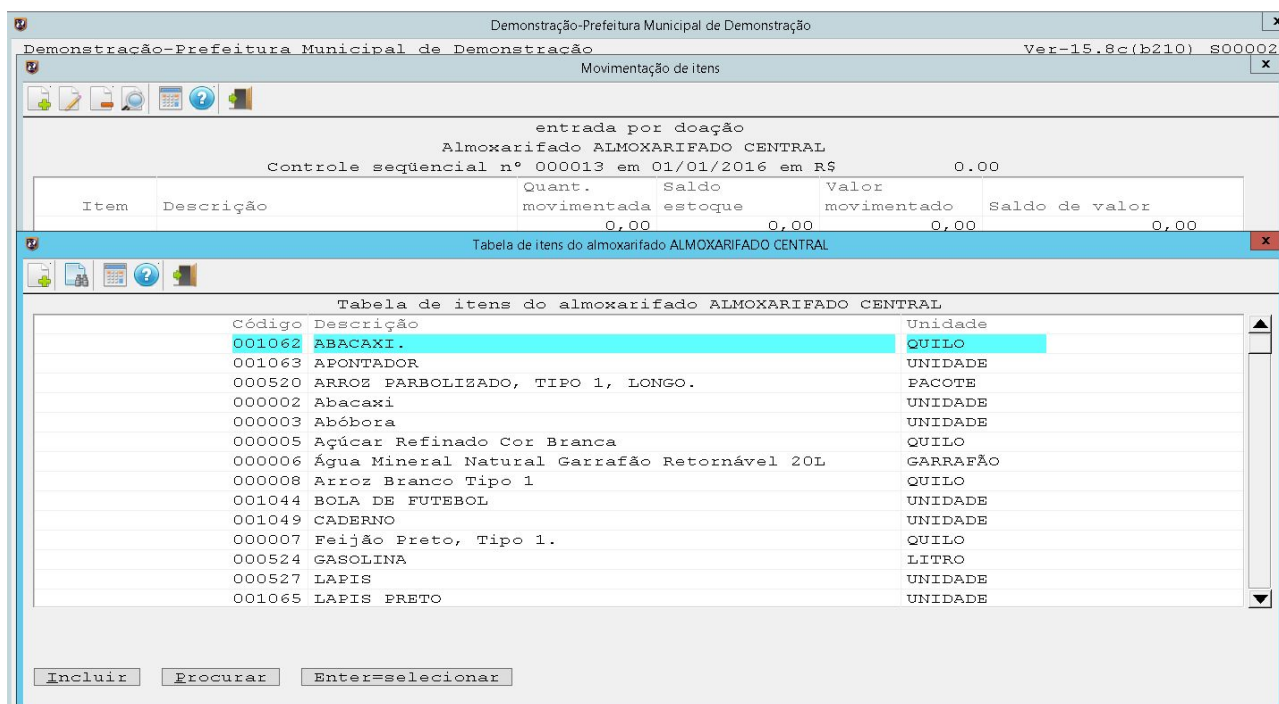 Demonstração-Prefeitura Municipal de Demonstração x
Demonstração-Prefeitura Municipal de Demonstração Ver-15.8c(b210) S00002
Movimentação de itens x
entrada por doação
Almoxarifado ALMOXARIFADO CENTRAL
Controle seqüencial n° 000013 em 01/01/2016 em R$ 0.00
Quant. Saldo Valor
Item Descrição movimentada estoque movimentado Saldo de valor
0,00 0,00 0,00 0,00
Tabela de itens do almoxarifado ALMOXARIFADO CENTRAL x
Tabela de itens do almoxarifado ALMOXARIFADO CENTRAL
Código Descrição Unidade
001062 ABACAXI. QUILO
001063 APONTADOR UNIDADE
000520 ARROZ PARBOLIZADO, TIPO 1, LONGO. PACOTE
000002 Abacaxi UNIDADE
000003 Abóbora UNIDADE
000005 Açúcar Refinado Cor Branca QUILO
000006 Água Mineral Natural Garrafão Retornável 20L GARRAFÃO
000008 Arroz Branco Tipo 1 QUILO
001044 BOLA DE FUTEBOL UNIDADE
001049 CADERNO UNIDADE
000007 Feijão Preto, Tipo 1. QUILO
000524 GASOLINA LITRO
000527 LAPIS UNIDADE
001065 LAPIS PRETO UNIDADE
Incluir Procurar Enter=selecionar